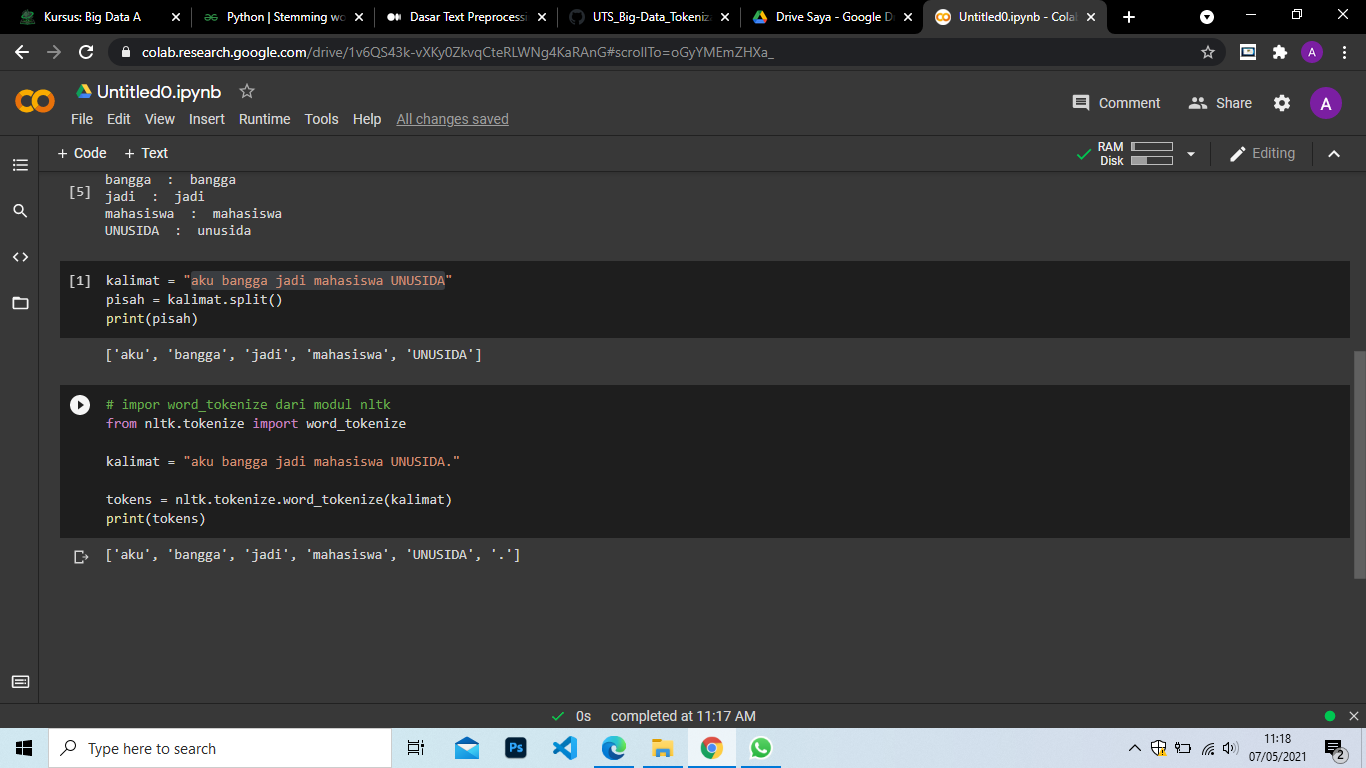 Kursus: Big Data A
Python | Stemming wo
Dasar Text Preprocessi
UTS_Big-Data_Tokeniza
Drive Saya - Google D
Untitled0.ipynb - Cola
colab.research.google.com/drive/1v6QS43k-vXKy0ZkvqCteRLWNg4KaRAnG#scrollTo=oGyYMEmZHXa_
A
Untitled0.ipynb
File Edit View Insert Runtime Tools Help All changes saved
Comment Share A
+ Code + Text
RAM
Disk
Editing
[5]
bangga : bangga
jadi : jadi
mahasiswa : mahasiswa
UNUSIDA : unusida
[1] kalimat = "aku bangga jadi mahasiswa UNUSIDA"
pisah = kalimat.split()
print(pisah)
['aku', 'bangga', 'jadi', 'mahasiswa', 'UNUSIDA']
# impor word_tokenize dari modul nltk
from nltk.tokenize import word_tokenize
kalimat = "aku bangga jadi mahasiswa UNUSIDA."
tokens = nltk.tokenize.word_tokenize(kalimat)
print(tokens)
['aku', 'bangga', 'jadi', 'mahasiswa', 'UNUSIDA', '.']
0s completed at 11:17 AM
Type here to search
Ps
11:18
07/05/2021
2